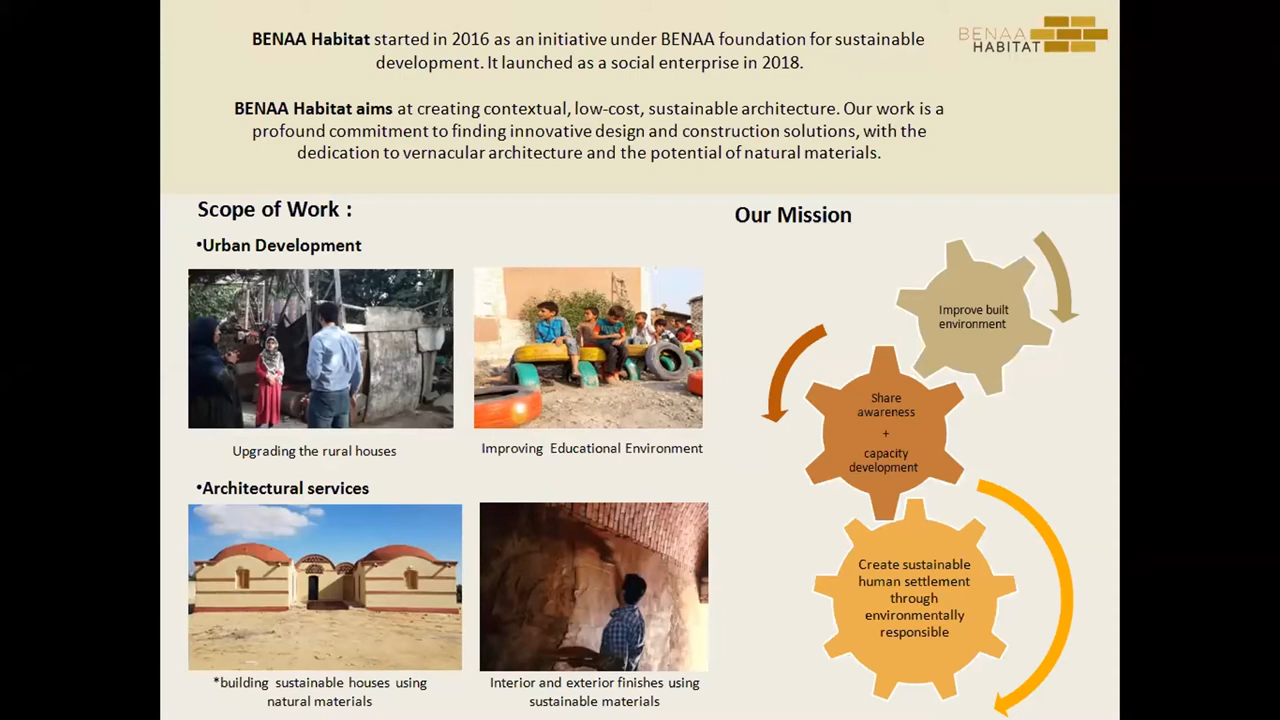 BENAA Habitat started in 2016 as an initiative under BENAA foundation for sustainable
development. It launched as a social enterprise in 2018.
BENAA
HABITAT
BENAA Habitat aims at creating contextual, low-cost, sustainable architecture. Our work is a
profound commitment to finding innovative design and construction solutions, with the
dedication to vernacular architecture and the potential of natural materials.
Scope of Work :
•Urban Development
Upgrading the rural houses
Improving Educational Environment
•Architectural services
*building sustainable houses using
natural materials
Interior and exterior finishes using
sustainable materials
Our Mission
Improve built
environment
Share
awareness
+
capacity
development
Create sustainable
human settlement
through
environmentally
responsible